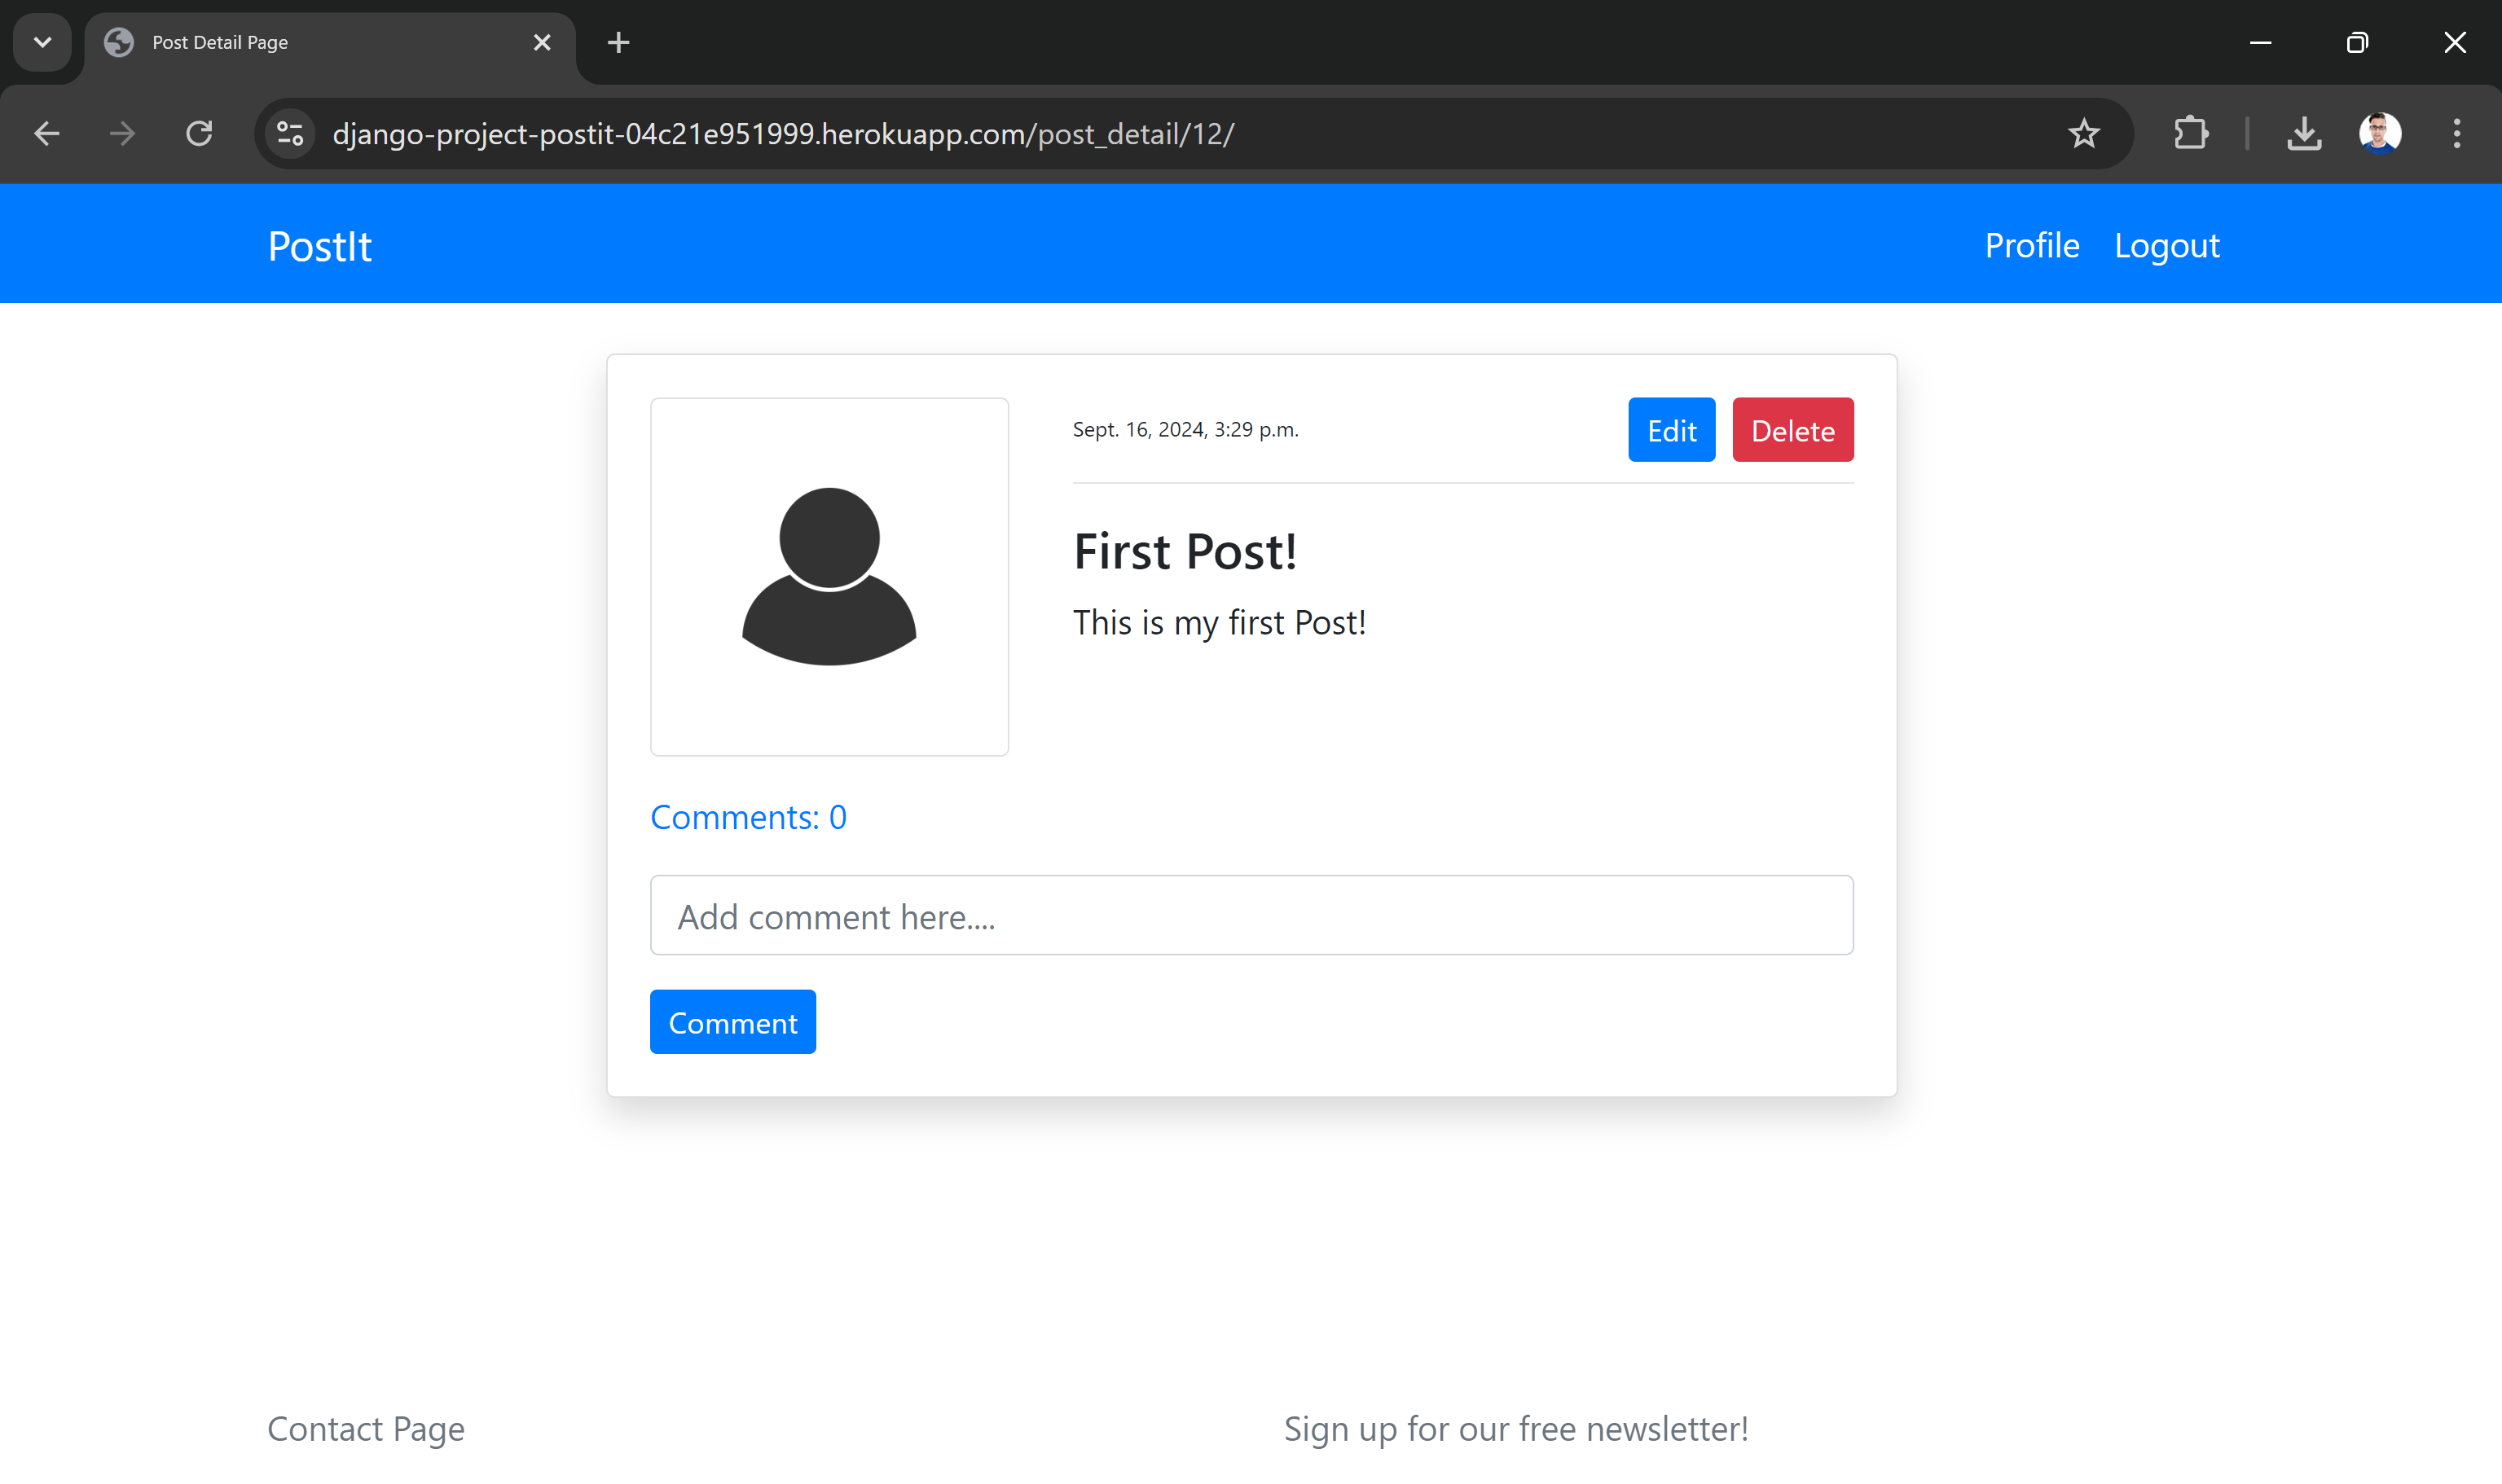 Post Detail Page
django-project-postit-04c21e951999.herokuapp.com/post_detail/12/
PostIt
Profile Logout
Sept. 16, 2024, 3:29 p.m.
Edit Delete
First Post!
This is my first Post!
Comments: 0
Add comment here....
Comment
Contact Page
Sign up for our free newsletter!